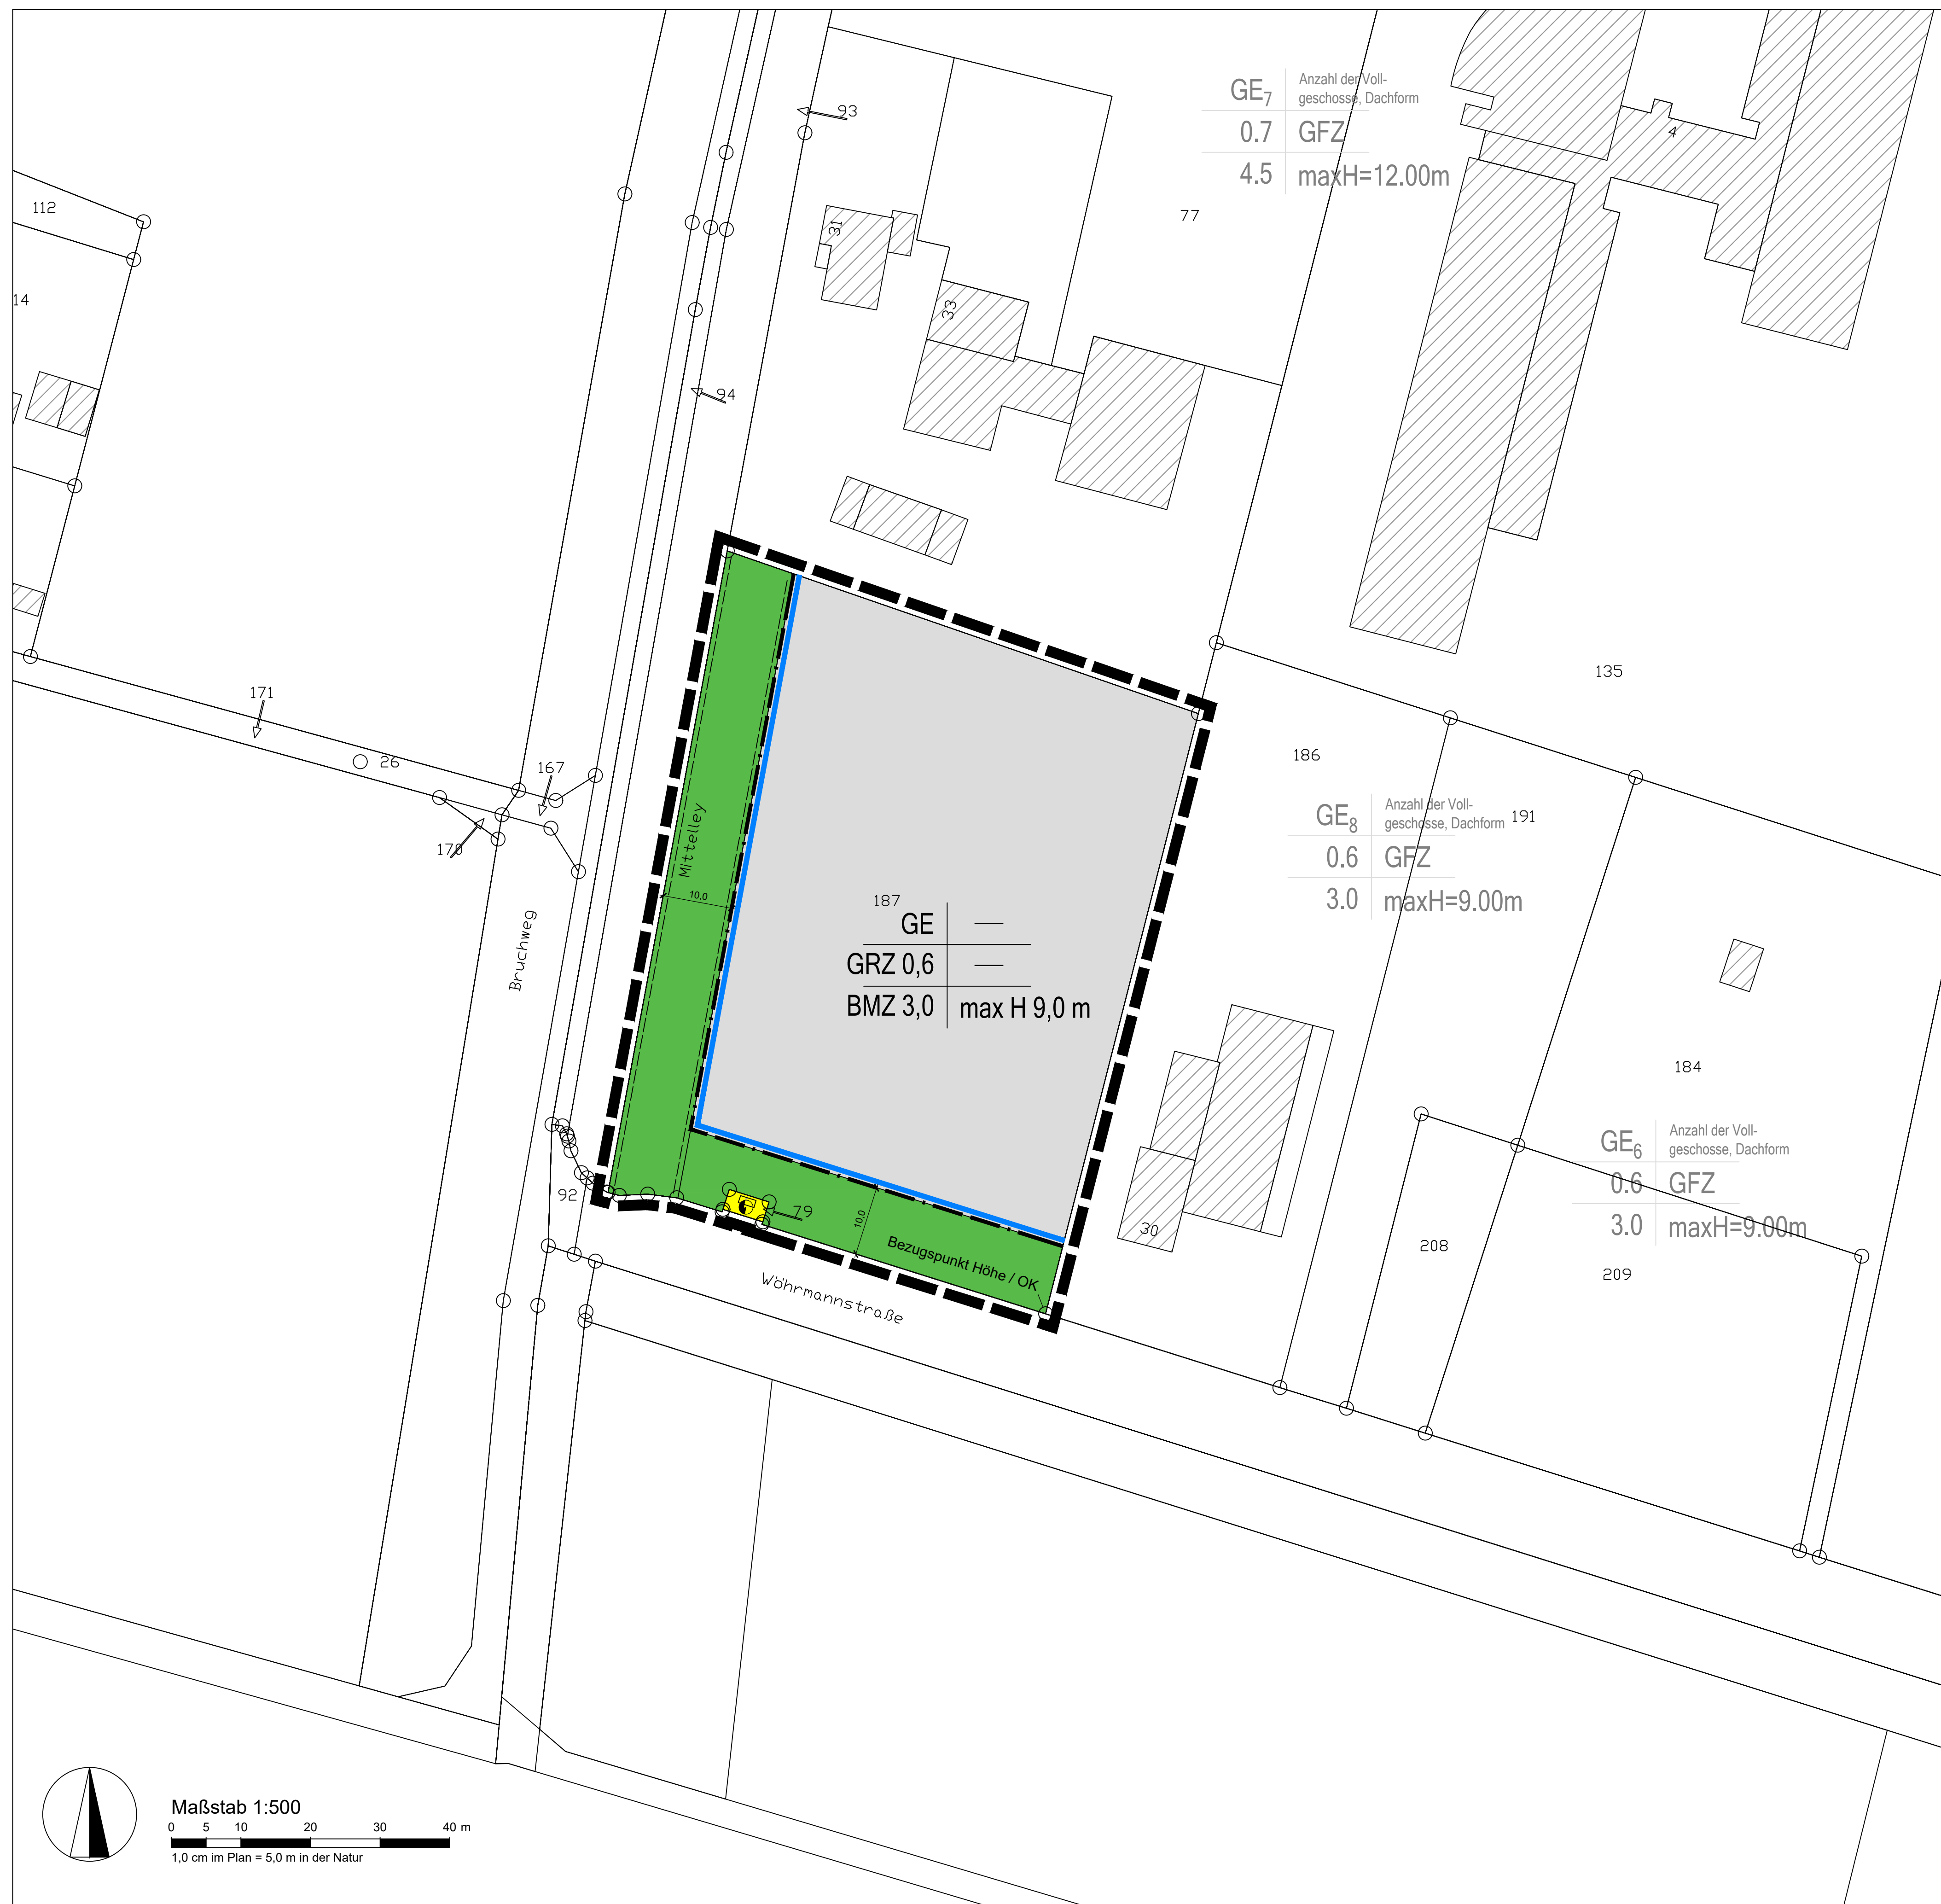 93
GE7
Anzahl der Voll-
geschosse, Dachform
0.7 GFZ
4.5 maxH=12.00m
4
112
77
31
14
33
94
135
171
186
26
167
GE8
Anzahl der Voll-
geschosse, Dachform
191
170
Mittelley
0.6 GFZ
3.0 maxH=9.00m
10,0
187
GE —
GRZ 0,6 —
BMZ 3,0 max H 9,0 m
Bruchweg
184
GE6
Anzahl der Voll-
geschosse, Dachform
0.6 GFZ
3.0 maxH=9.00m
92
79
10,0
30
208
209
Bezugspunkt Höhe / OK
Wöhrmannstraße
Maßstab 1:500
0 5 10 20 30 40 m
1,0 cm im Plan = 5,0 m in der Natur